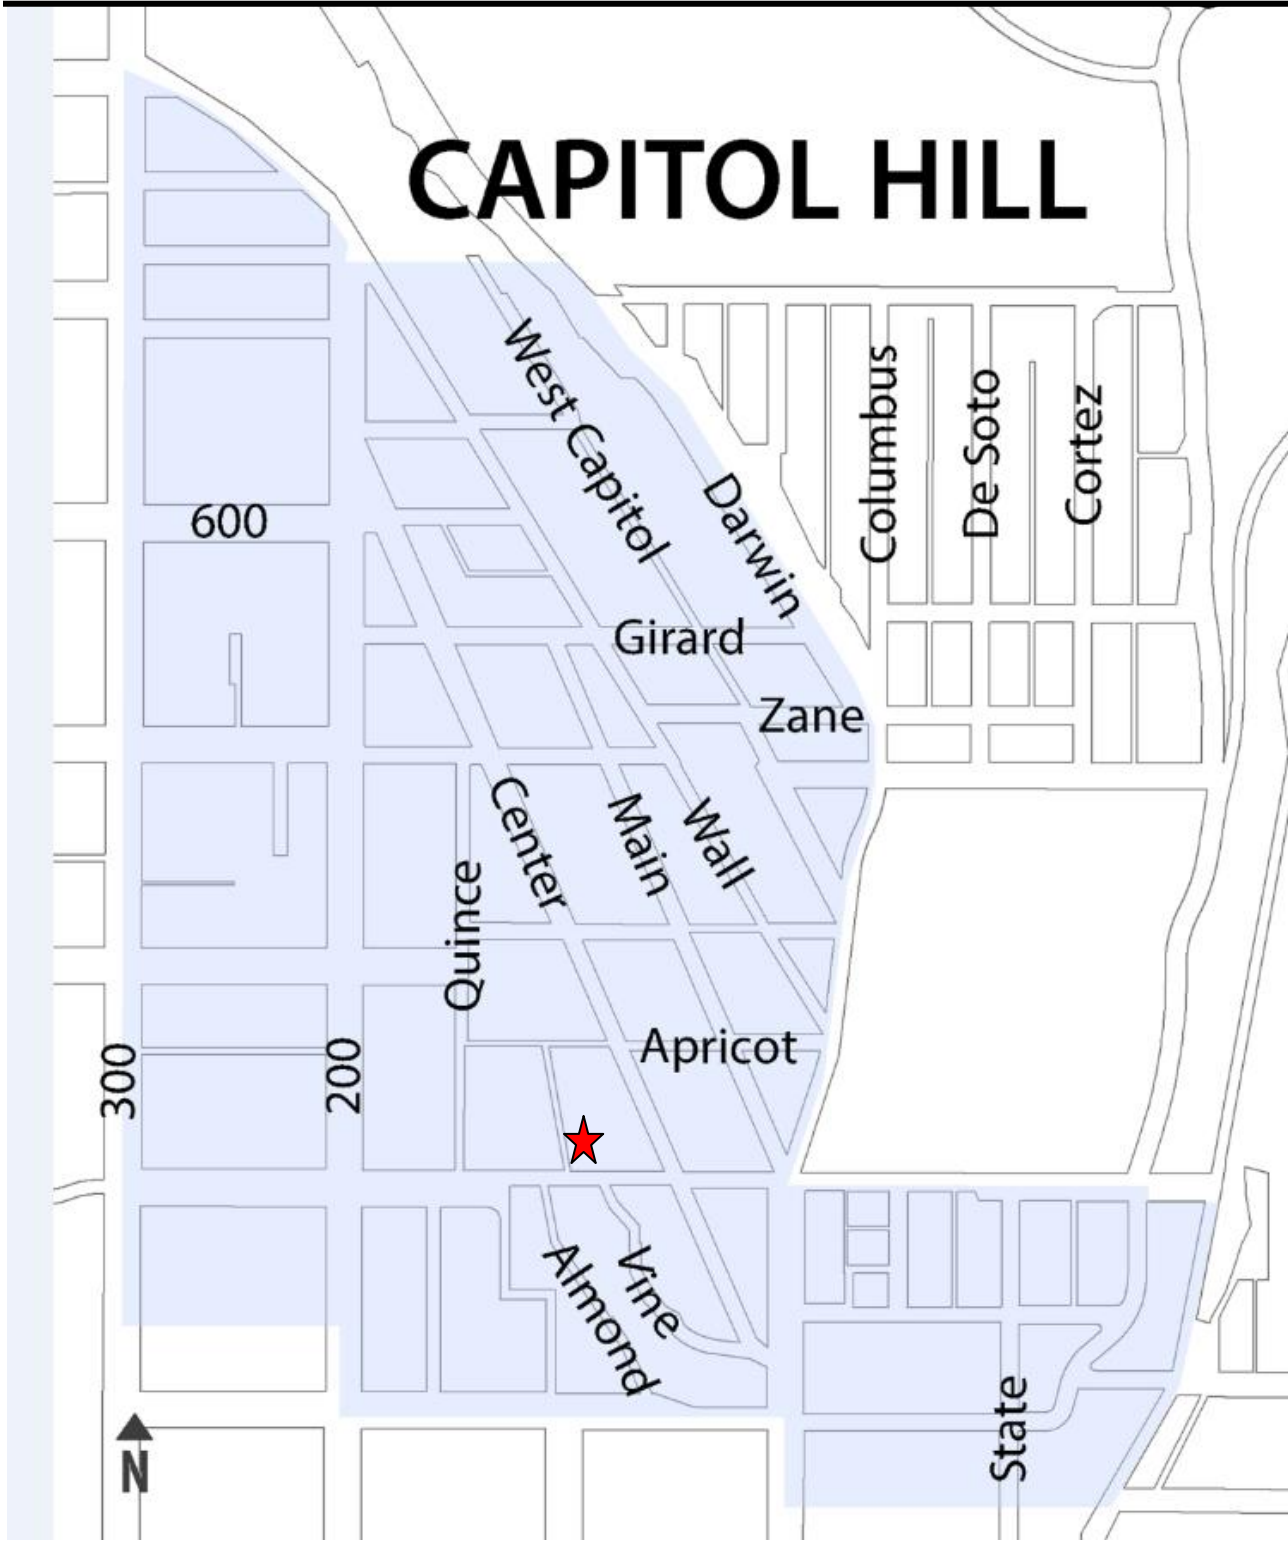 CAPITOL HILL
West Capitol
Columbus
De Soto
Cortez
Darwin
600
Girard
Zane
Center
Main
Wall
Quince
Apricot
300
200
Almond
Vine
State
N